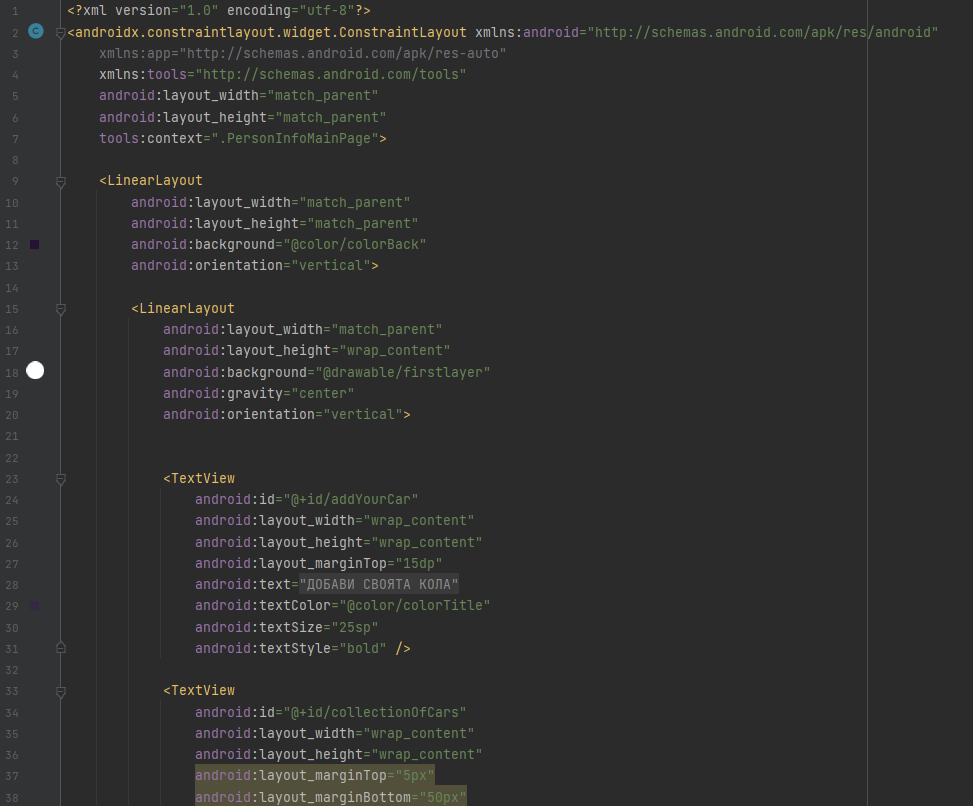 1 <?xml version="1.0" encoding="utf-8"?>
2 <androidx.constraintlayout.widget.ConstraintLayout xmlns:android="http://schemas.android.com/apk/res/android"
3 xmlns:app="http://schemas.android.com/apk/res-auto"
4 xmlns:tools="http://schemas.android.com/tools"
5 android:layout_width="match_parent"
6 android:layout_height="match_parent"
7 tools:context=".PersonInfoMainPage">
8
9 <LinearLayout
10 android:layout_width="match_parent"
11 android:layout_height="match_parent"
12 android:background="@color/colorBack"
13 android:orientation="vertical">
14
15 <LinearLayout
16 android:layout_width="match_parent"
17 android:layout_height="wrap_content"
18 android:background="@drawable/firstlayer"
19 android:gravity="center"
20 android:orientation="vertical">
21
22
23 <TextView
24 android:id="@+id/addYourCar"
25 android:layout_width="wrap_content"
26 android:layout_height="wrap_content"
27 android:layout_marginTop="15dp"
28 android:text="ДОБАВИ СВОЯТА КОЛА"
29 android:textColor="@color/colorTitle"
30 android:textSize="25sp"
31 android:textStyle="bold" />
32
33 <TextView
34 android:id="@+id/collectionOfCars"
35 android:layout_width="wrap_content"
36 android:layout_height="wrap_content"
37 android:layout_marginTop="5px"
38 android:layout_marginBottom="50px"